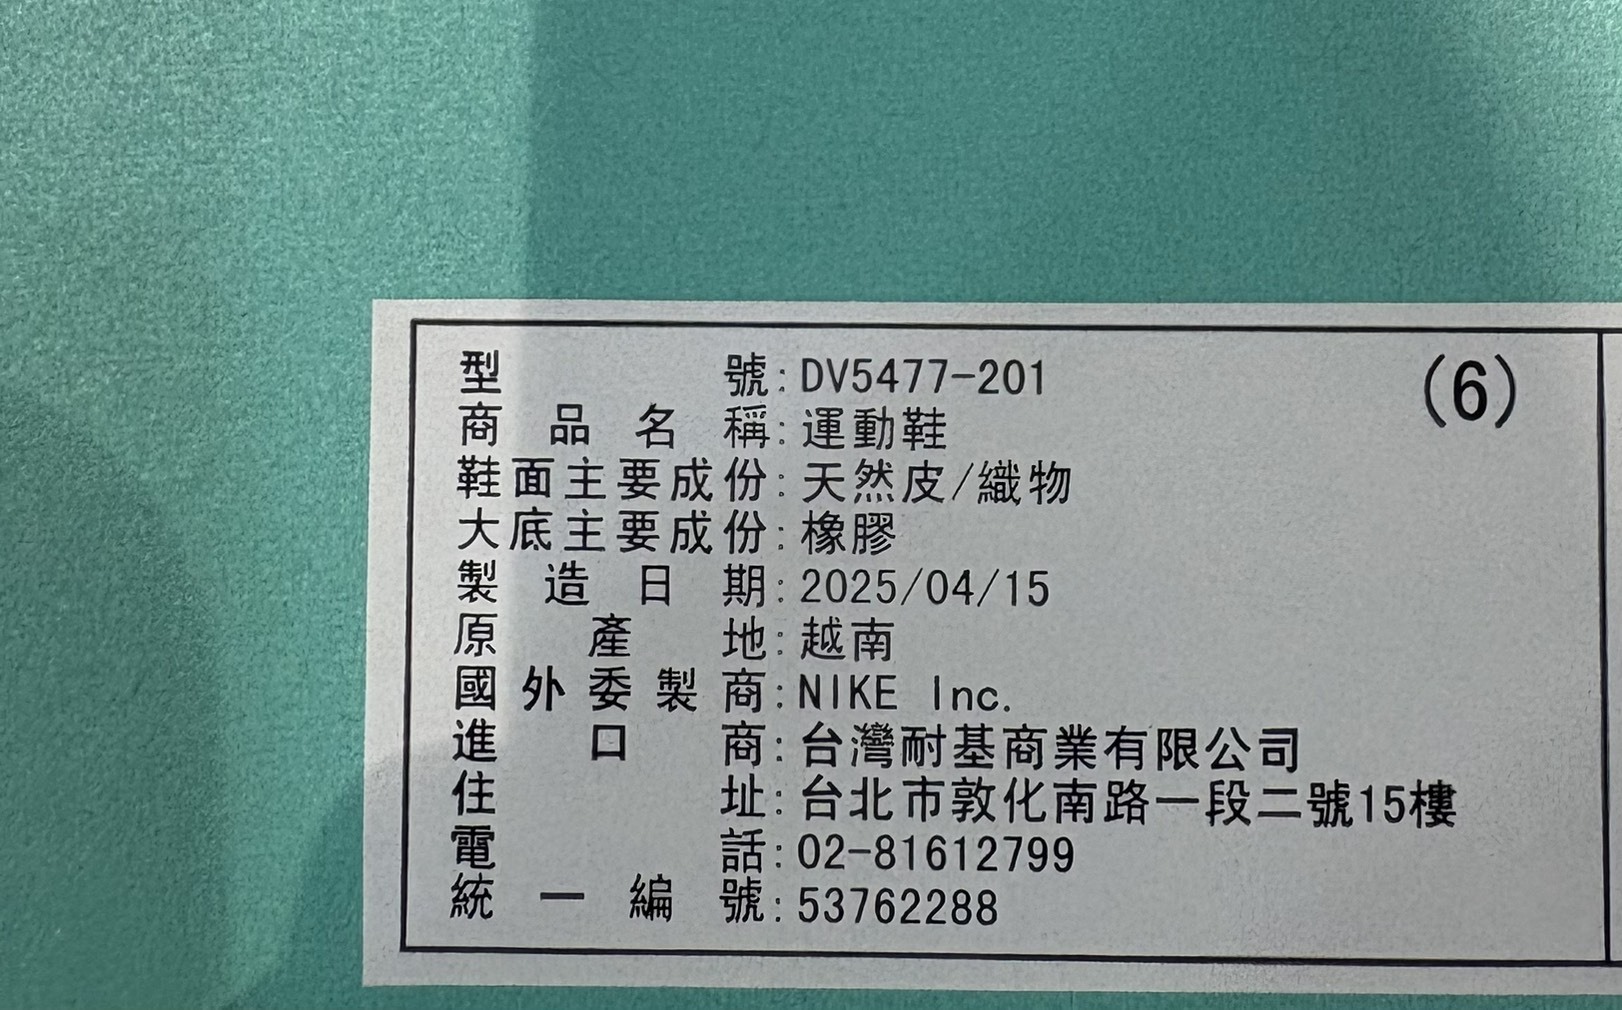 型號:DV5477-201 (6)
商品名稱:運動鞋
鞋面主要成份:天然皮/織物
大底主要成份:橡膠
製造日期:2025/04/15
原產地:越南
國外委製商:NIKE Inc.
進口商:台灣耐基商業有限公司
住址:台北市敦化南路一段二號15樓
電話:02-81612799
統一編號:53762288